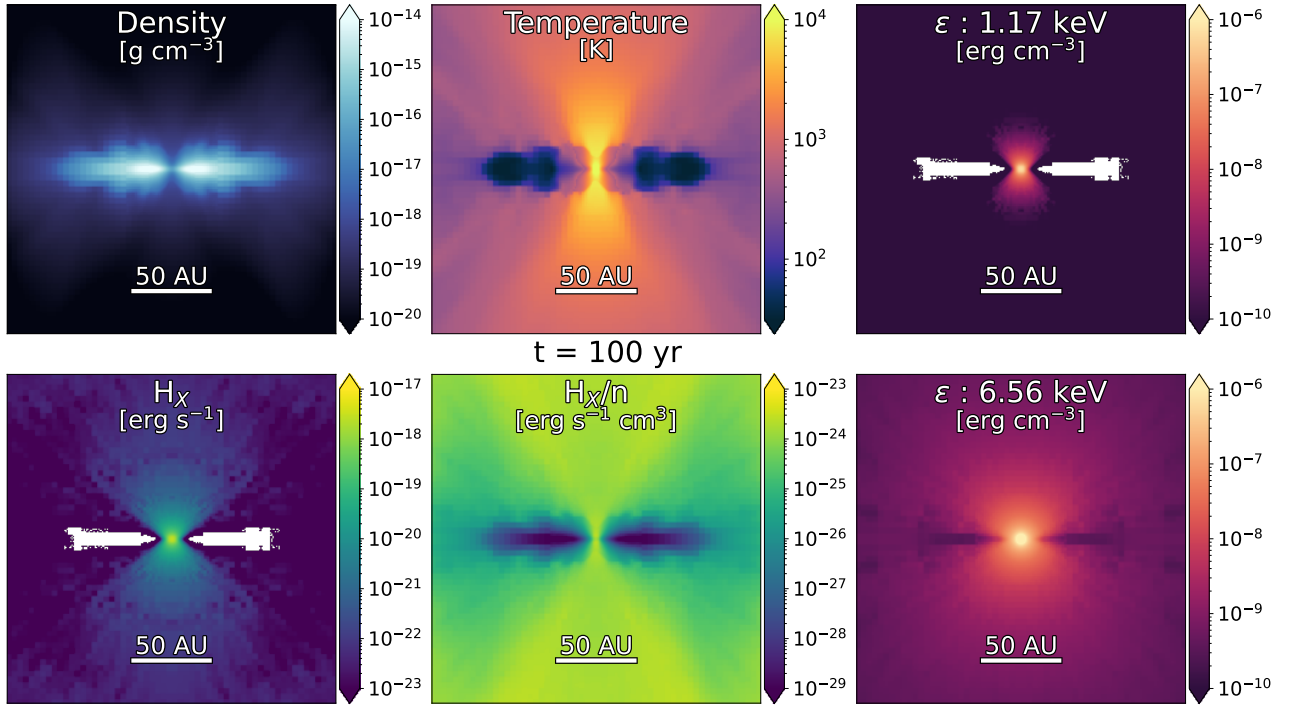 Density
[g cm⁻³]
50 AU
10⁻¹⁴
10⁻¹⁵
10⁻¹⁶
10⁻¹⁷
10⁻¹⁸
10⁻¹⁹
10⁻²⁰
Temperature
[K]
50 AU
10⁴
10³
10²
ε : 1.17 keV
[erg cm⁻³]
50 AU
10⁻⁶
10⁻⁷
10⁻⁸
10⁻⁹
10⁻¹⁰
t = 100 yr
Hₓ
[erg s⁻¹]
50 AU
10⁻¹⁷
10⁻¹⁸
10⁻¹⁹
10⁻²⁰
10⁻²¹
10⁻²²
10⁻²³
Hₓ/n
[erg s⁻¹ cm³]
50 AU
10⁻²³
10⁻²⁴
10⁻²⁵
10⁻²⁶
10⁻²⁷
10⁻²⁸
10⁻²⁹
ε : 6.56 keV
[erg cm⁻³]
50 AU
10⁻⁶
10⁻⁷
10⁻⁸
10⁻⁹
10⁻¹⁰